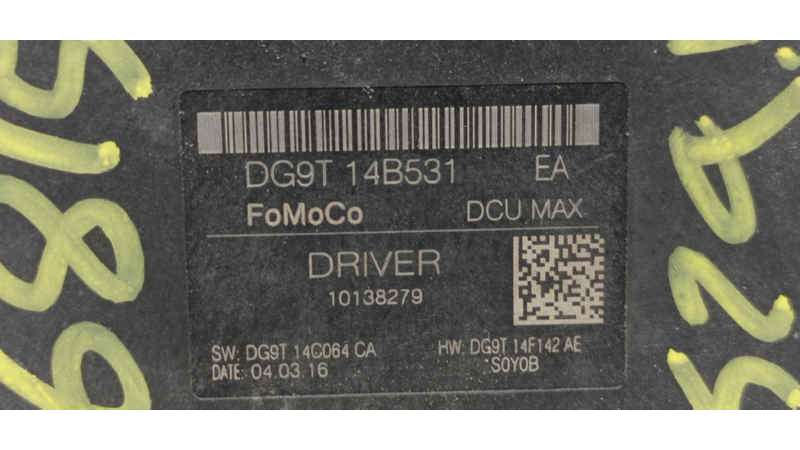 DG9T 14B531 EA
FoMoCo DCU MAX
DRIVER
10138279
SW: DG9T 14C064 CA HW: DG9T 14F142 AE
DATE: 04.03.16 S0Y0B